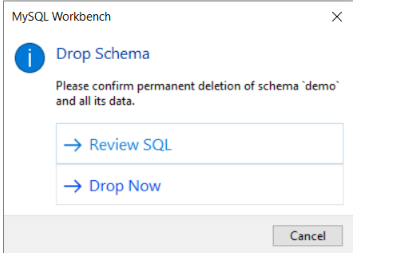 MySQL Workbench
Drop Schema
Please confirm permanent deletion of schema `demo`
and all its data.
Review SQL
Drop Now
Cancel